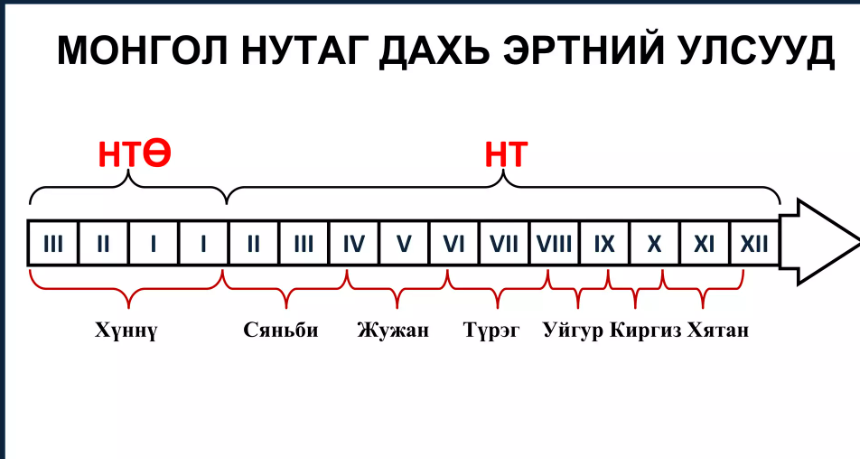 МОНГОЛ НУТАГ ДАХЬ ЭРТНИЙ УЛСУУД
НТӨ НТ
III II I I II III IV V VI VII VIII IX X XI XII
Хүннү Сяньби Жужан Түрэг Уйгур Киргиз Хятан